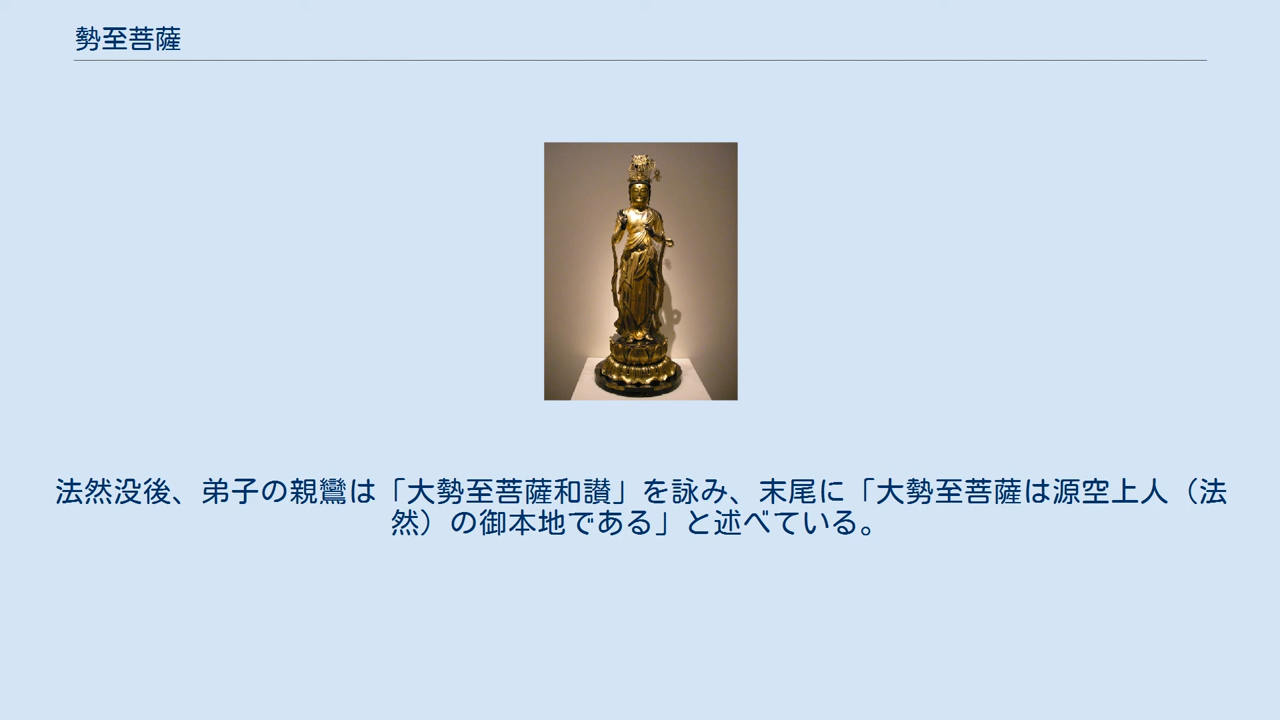 勢至菩薩
法然没後、弟子の親鸞は「大勢至菩薩和讃」を詠み、末尾に「大勢至菩薩は源空上人（法
然）の御本地である」と述べている。